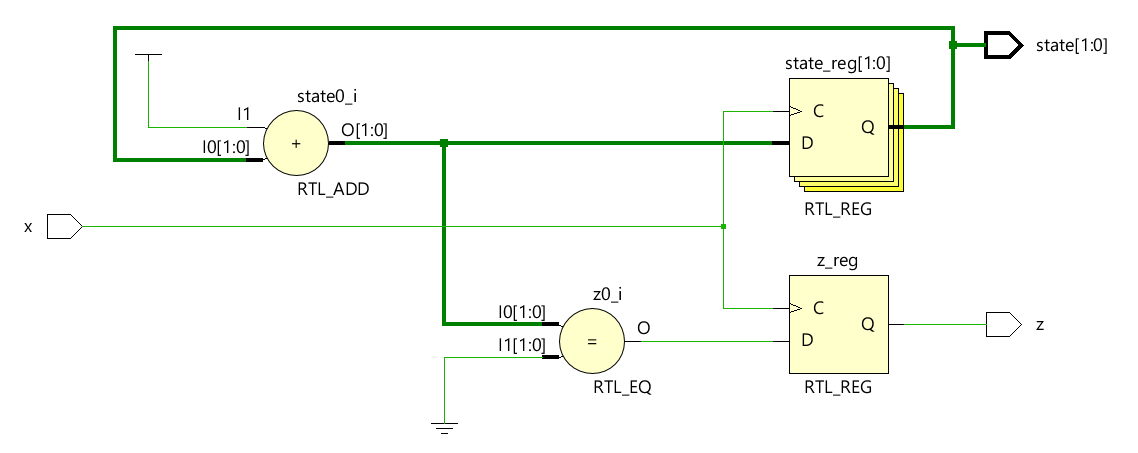 state[1:0]
state_reg[1:0]
state0_i
I1
C
O[1:0]
Q
I0[1:0]
+
D
RTL_ADD
RTL_REG
x
z_reg
z0_i
I0[1:0]
C
O
Q
z
I1[1:0]
=
D
RTL_EQ
RTL_REG